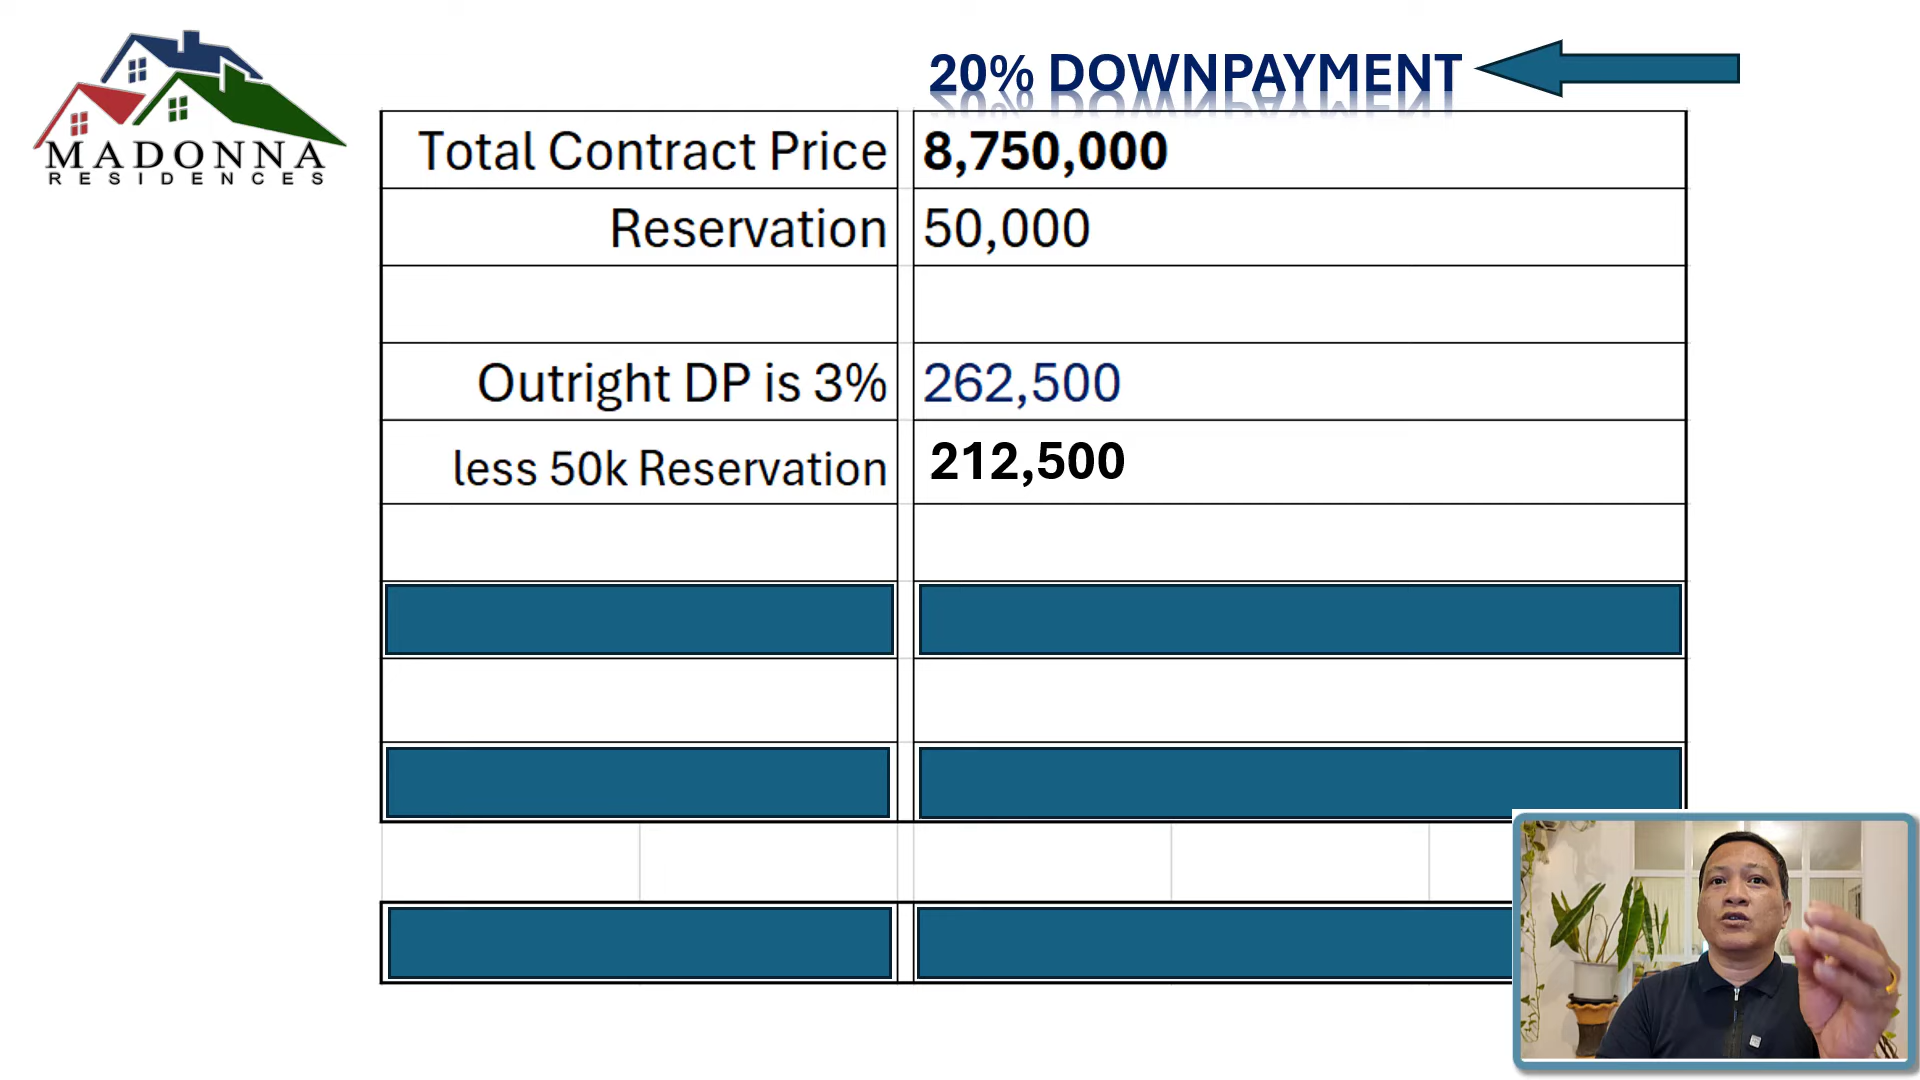 MADONNA
RESIDENCES
20% DOWNPAYMENT
Total Contract Price 8,750,000
Reservation 50,000
Outright DP is 3% 262,500
less 50k Reservation 212,500